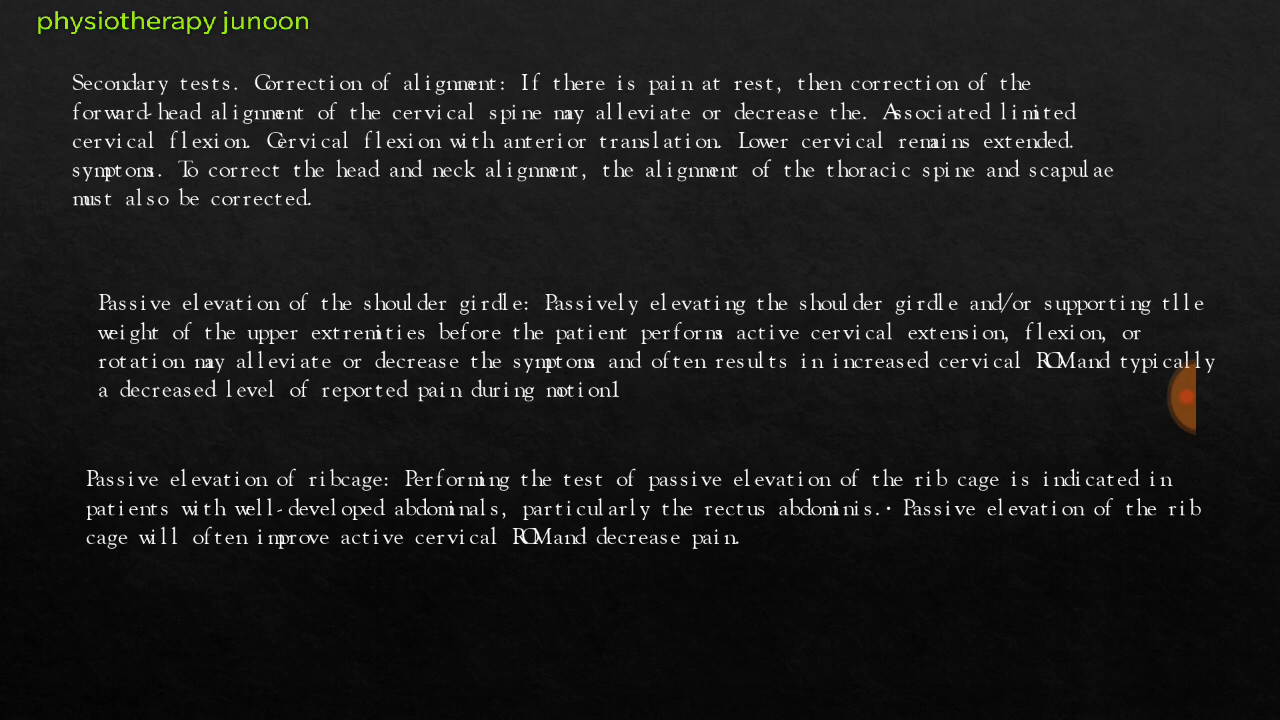 physiotherapy junoon
Secondary tests. Correction of alignment: If there is pain at rest, then correction of the
forward-head alignment of the cervical spine may alleviate or decrease the. Associated limited
cervical flexion. Cervical flexion with anterior translation. Lower cervical remains extended.
symptoms. To correct the head and neck alignment, the alignment of the thoracic spine and scapulae
must also be corrected.
Passive elevation of the shoulder girdle: Passively elevating the shoulder girdle and/or supporting tlle
weight of the upper extremities before the patient performs active cervical extension, flexion, or
rotation may alleviate or decrease the symptoms and often results in increased cervical ROM and typically
a decreased level of reported pain during motion1
Passive elevation of ribcage: Performing the test of passive elevation of the rib cage is indicated in
patients with well-developed abdominals, particularly the rectus abdominis.· Passive elevation of the rib
cage will often improve active cervical ROM and decrease pain.